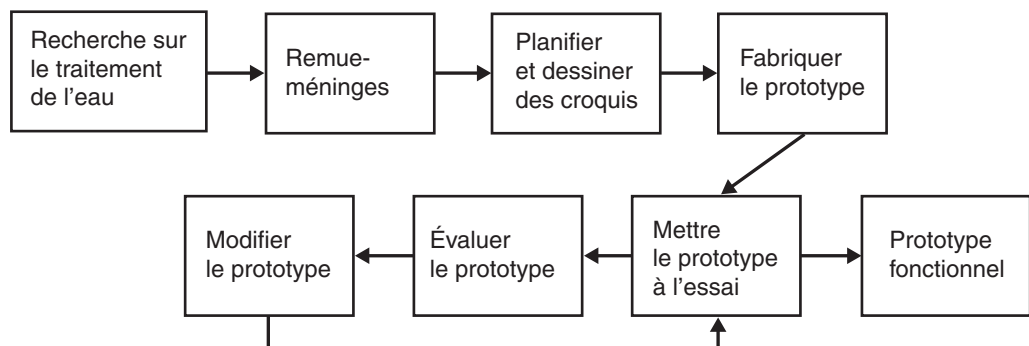 Recherche sur
le traitement
de l'eau
Remue-
méninges
Planifier
et dessiner
des croquis
Fabriquer
le prototype
Modifier
le prototype
Évaluer
le prototype
Mettre
le prototype
à l'essai
Prototype
fonctionnel